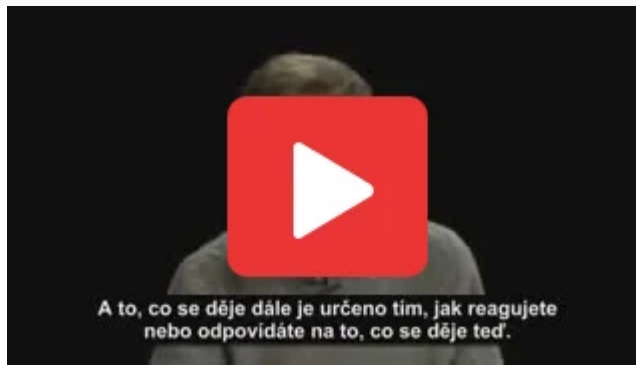 A to, co se děje dále je určeno tím, jak reagujete
nebo odpovídáte na to, co se děje teď.